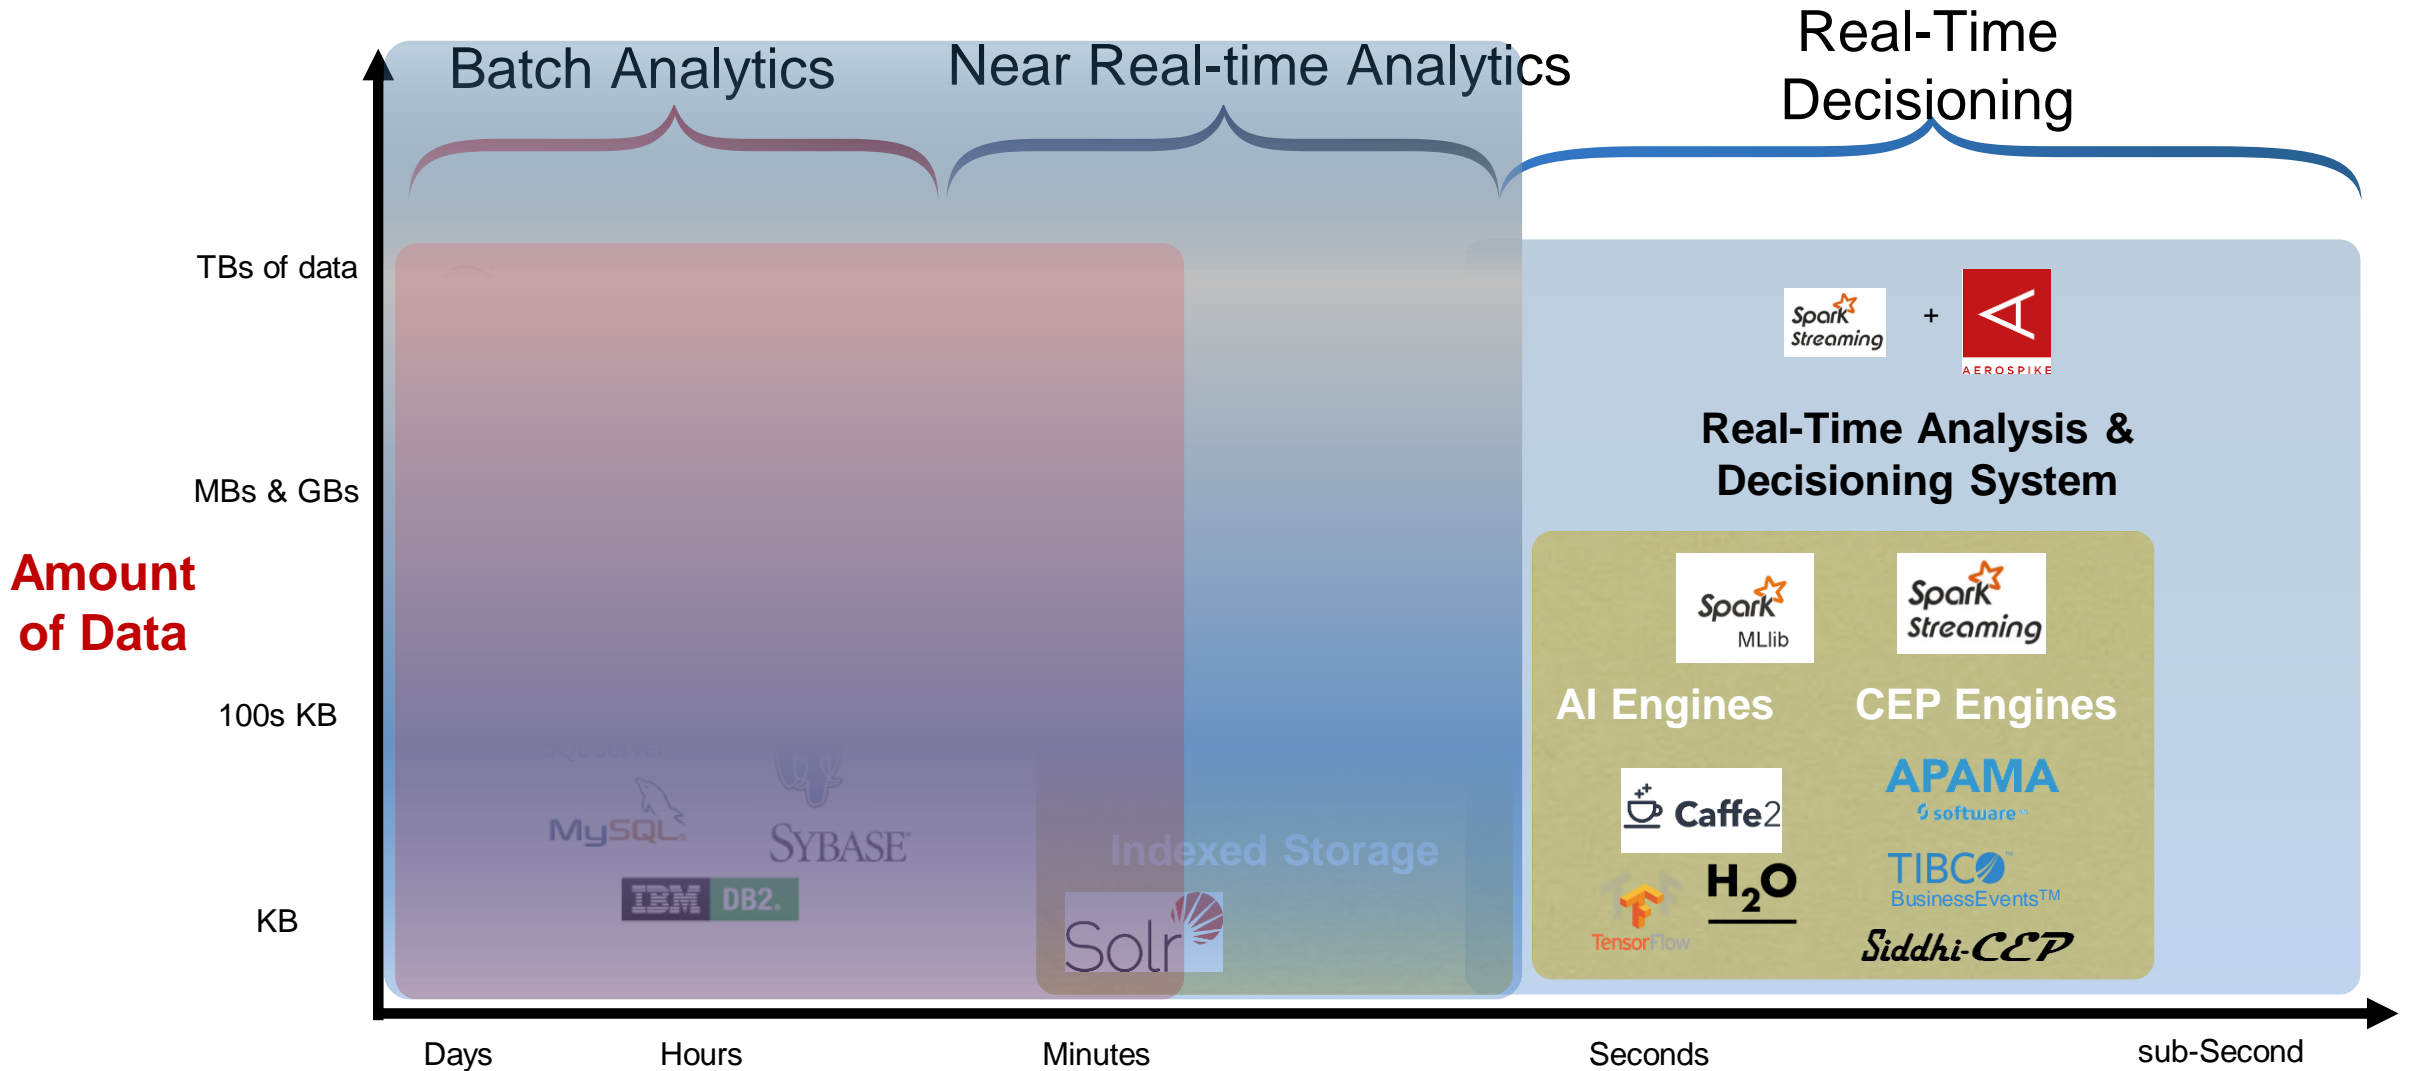 Batch Analytics
Near Real-time Analytics
Real-Time
Decisioning
TBs of data
MBs & GBs
Amount
of Data
100s KB
KB
Spark
Streaming
+
AEROSPIKE
Real-Time Analysis &
Decisioning System
Spark
MLlib
Spark
Streaming
AI Engines
CEP Engines
SQL Server
MySQL.
SYBASE
IBM DB2.
Indexed Storage
Solr
Caffe2
TensorFlow
H2O
APAMA
software
TIBCO™
BusinessEvents™
Siddhi-CEP
Days
Hours
Minutes
Seconds
sub-Second